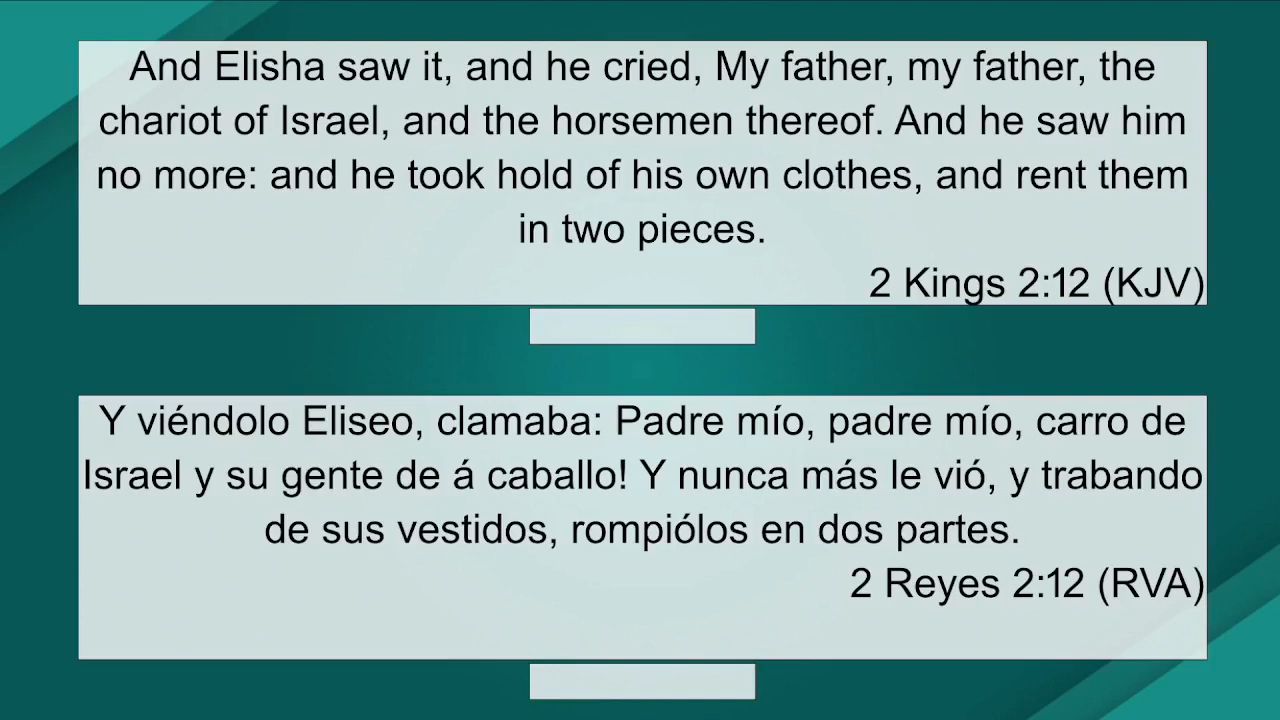 And Elisha saw it, and he cried, My father, my father, the
chariot of Israel, and the horsemen thereof. And he saw him
no more: and he took hold of his own clothes, and rent them
in two pieces.
2 Kings 2:12 (KJV)
Y viéndolo Eliseo, clamaba: Padre mío, padre mío, carro de
Israel y su gente de á caballo! Y nunca más le vió, y trabando
de sus vestidos, rompiólos en dos partes.
2 Reyes 2:12 (RVA)